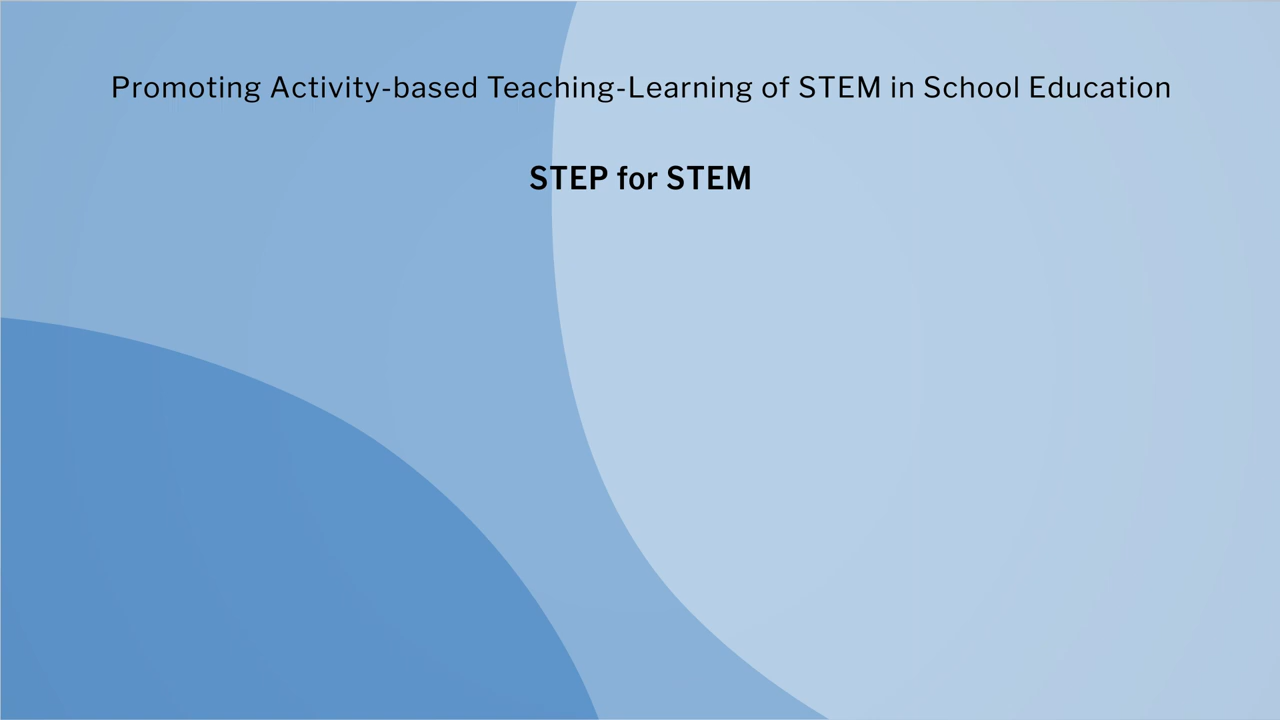 Promoting Activity-based Teaching-Learning of STEM in School Education
STEP for STEM